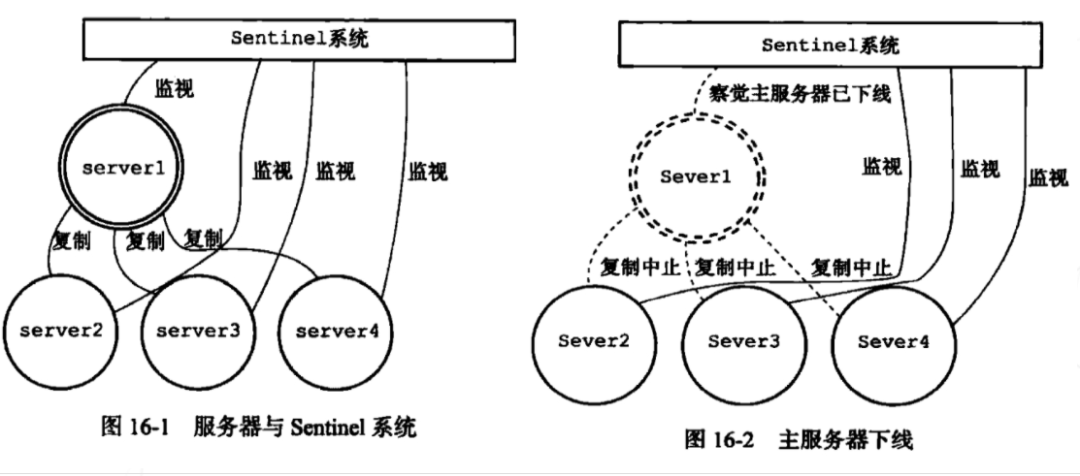 Sentinel系统
监视
server1
监视
监视
监视
复制
复制
复制
server2
server3
server4
图 16-1 服务器与 Sentinel 系统
Sentinel系统
察觉主服务器已下线
Sever1
监视
监视
监视
复制中止
复制中止
复制中止
Sever2
Sever3
Sever4
图 16-2 主服务器下线